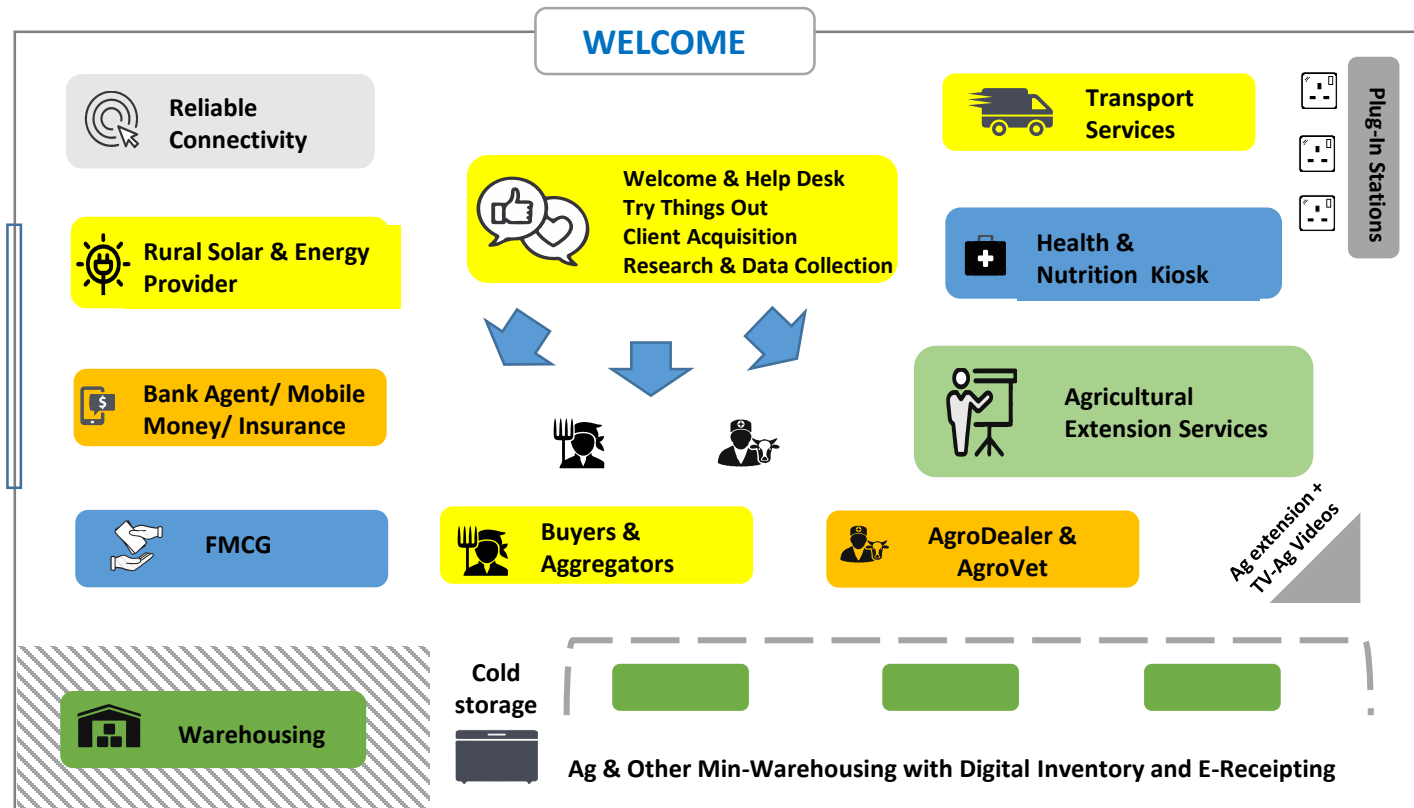 WELCOME
Reliable
Connectivity
Transport
Services
Plug-In Stations
Welcome & Help Desk
Try Things Out
Client Acquisition
Research & Data Collection
Rural Solar & Energy
Provider
Health &
Nutrition Kiosk
Bank Agent/ Mobile
Money/ Insurance
$
Agricultural
Extension Services
FMCG
Buyers &
Aggregators
AgroDealer &
AgroVet
Ag extension +
TV-Ag Videos
Warehousing
Cold
storage
Ag & Other Min-Warehousing with Digital Inventory and E-Receipting